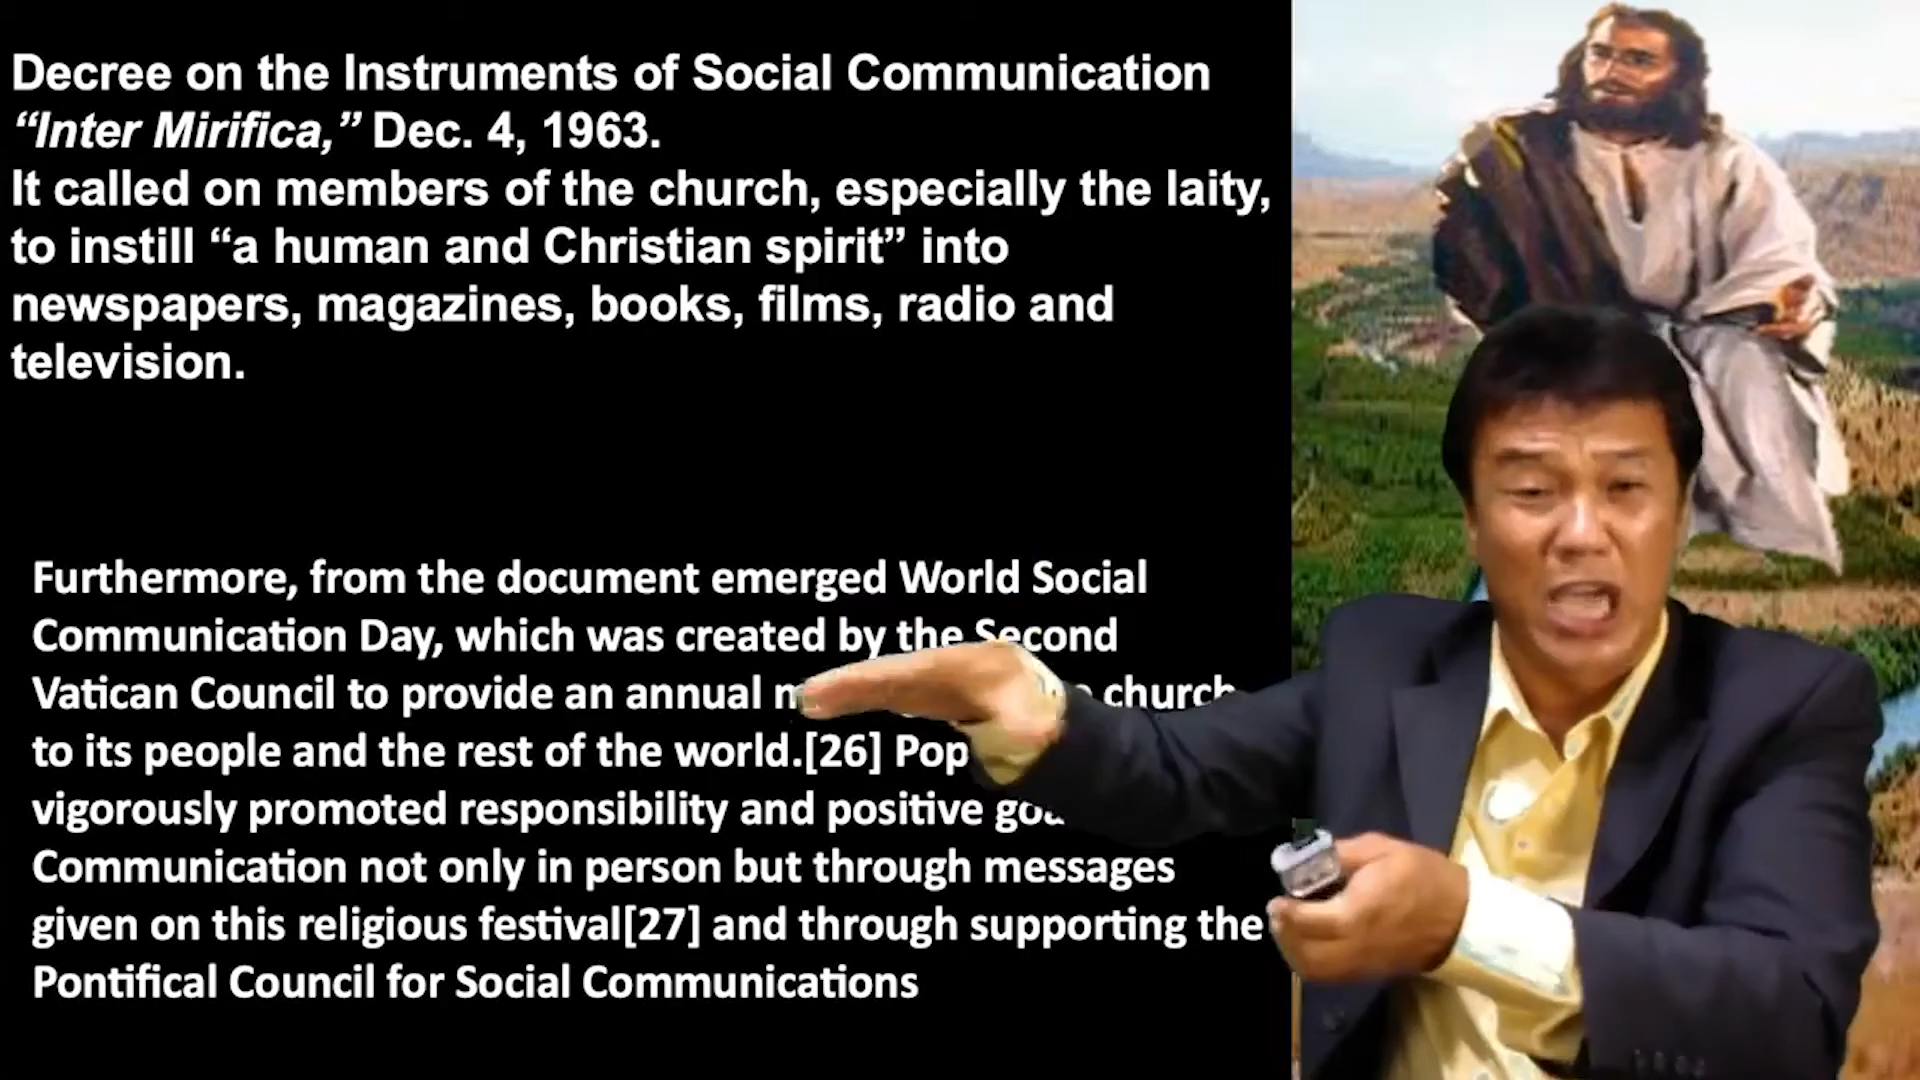 Decree on the Instruments of Social Communication
“Inter Mirifica,” Dec. 4, 1963.
It called on members of the church, especially the laity,
to instill “a human and Christian spirit” into
newspapers, magazines, books, films, radio and
television.
Furthermore, from the document emerged World Social
Communication Day, which was created by the Second
Vatican Council to provide an annual church
to its people and the rest of the world.[26]
vigorously promoted responsibility and positive
Communication not only in person but through messages
given on this religious festival[27] and through supporting the
Pontifical Council for Social Communications